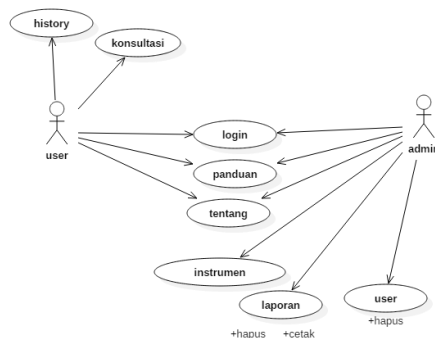 history
konsultasi
login
user
admin
panduan
tentang
instrumen
laporan
user
+hapus
+hapus +cetak